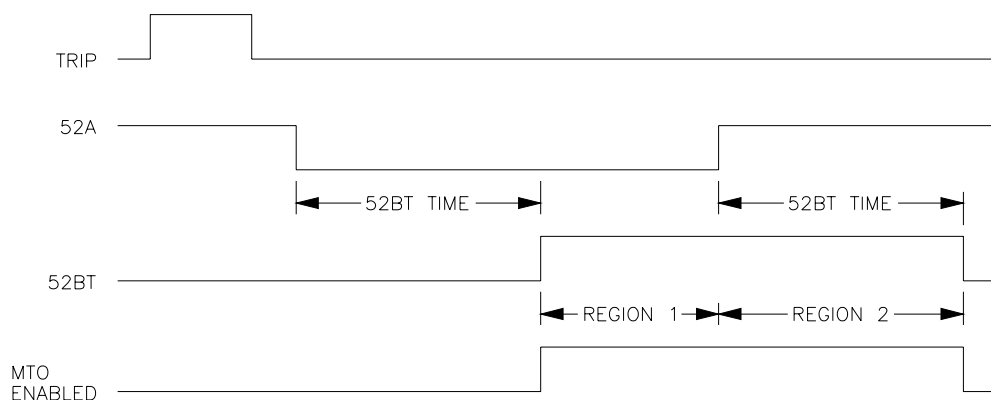 TRIP
52A
52BT TIME
52BT TIME
52BT
REGION 1
REGION 2
MTO
ENABLED